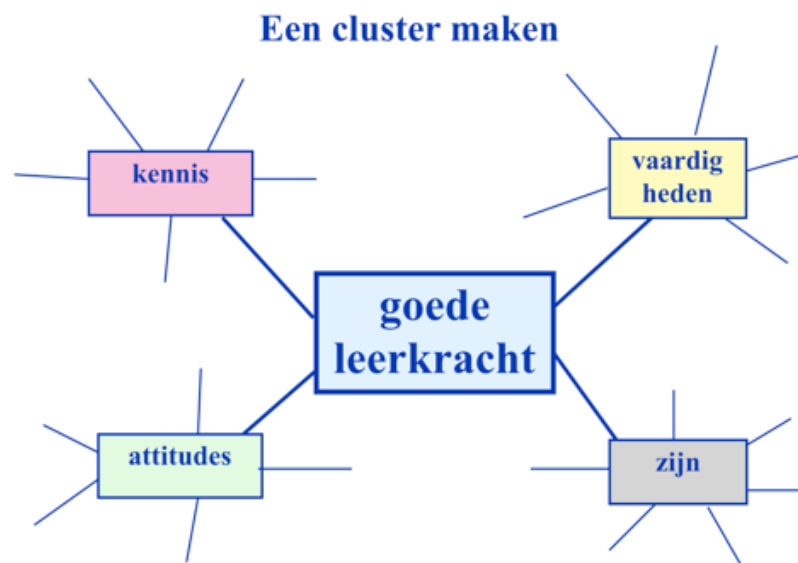 Een cluster maken
kennis
vaardig
heden
goede
leerkracht
attitudes
zijn